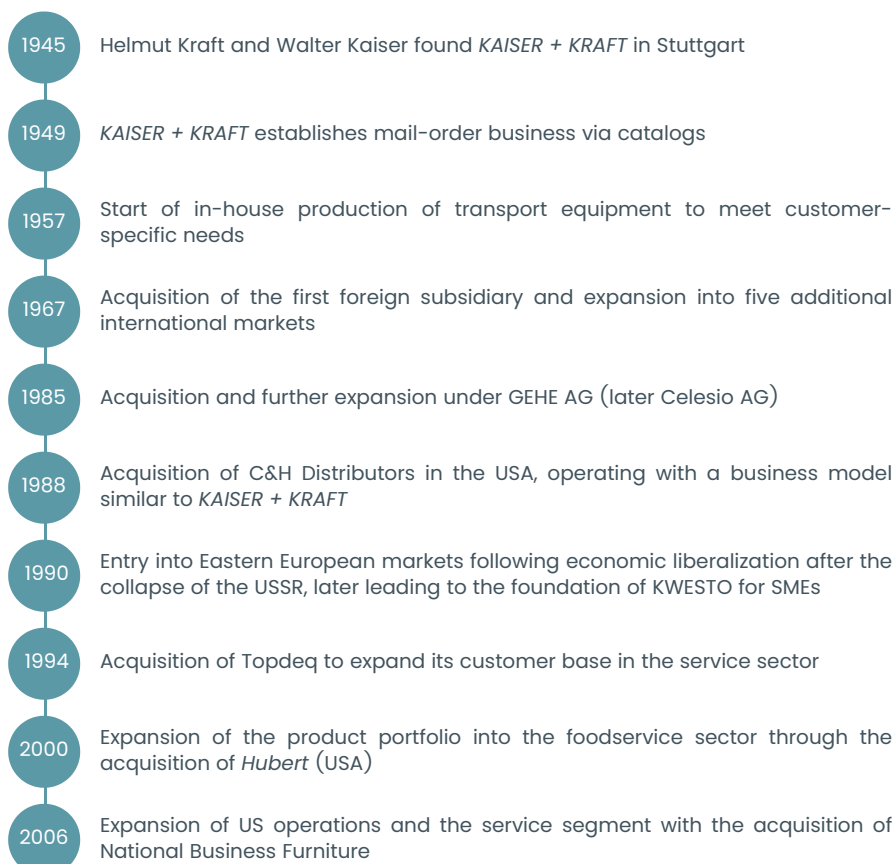 1945
Helmut Kraft and Walter Kaiser found KAISER + KRAFT in Stuttgart
1949
KAISER + KRAFT establishes mail-order business via catalogs
1957
Start of in-house production of transport equipment to meet customer-
specific needs
1967
Acquisition of the first foreign subsidiary and expansion into five additional
international markets
1985
Acquisition and further expansion under GEHE AG (later Celesio AG)
1988
Acquisition of C&H Distributors in the USA, operating with a business model
similar to KAISER + KRAFT
1990
Entry into Eastern European markets following economic liberalization after the
collapse of the USSR, later leading to the foundation of KWESTO for SMEs
1994
Acquisition of Topdeq to expand its customer base in the service sector
2000
Expansion of the product portfolio into the foodservice sector through the
acquisition of Hubert (USA)
2006
Expansion of US operations and the service segment with the acquisition of
National Business Furniture